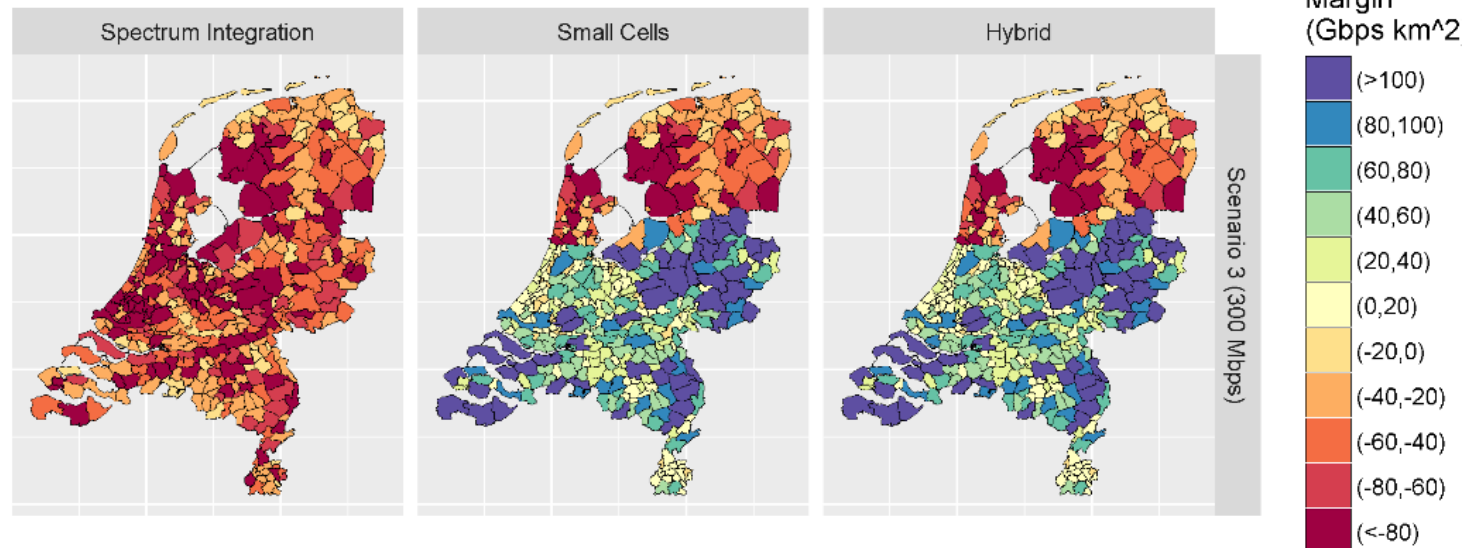 Spectrum Integration
Small Cells
Hybrid
Scenario 3 (300 Mbps)
Margin
(Gbps km^2
(>100)
(80,100)
(60,80)
(40,60)
(20,40)
(0,20)
(-20,0)
(-40,-20)
(-60,-40)
(-80,-60)
(<-80)